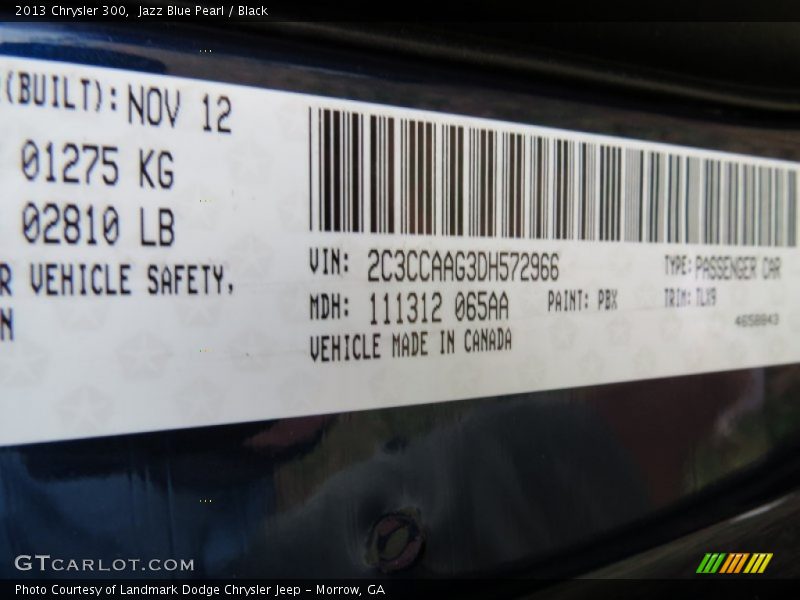 2013 Chrysler 300,  Jazz Blue Pearl / Black
(BUILT): NOV 12
01275 KG
02810 LB
R VEHICLE SAFETY,
N
VIN: 2C3CCAAG3DH572966
TYPE: PASSENGER CAR
MDH: 111312 065AA
PAINT: PBX
TRIM: TLX9
VEHICLE MADE IN CANADA
4658843
GTCARLOT.COM
Photo Courtesy of Landmark Dodge Chrysler Jeep - Morrow, GA